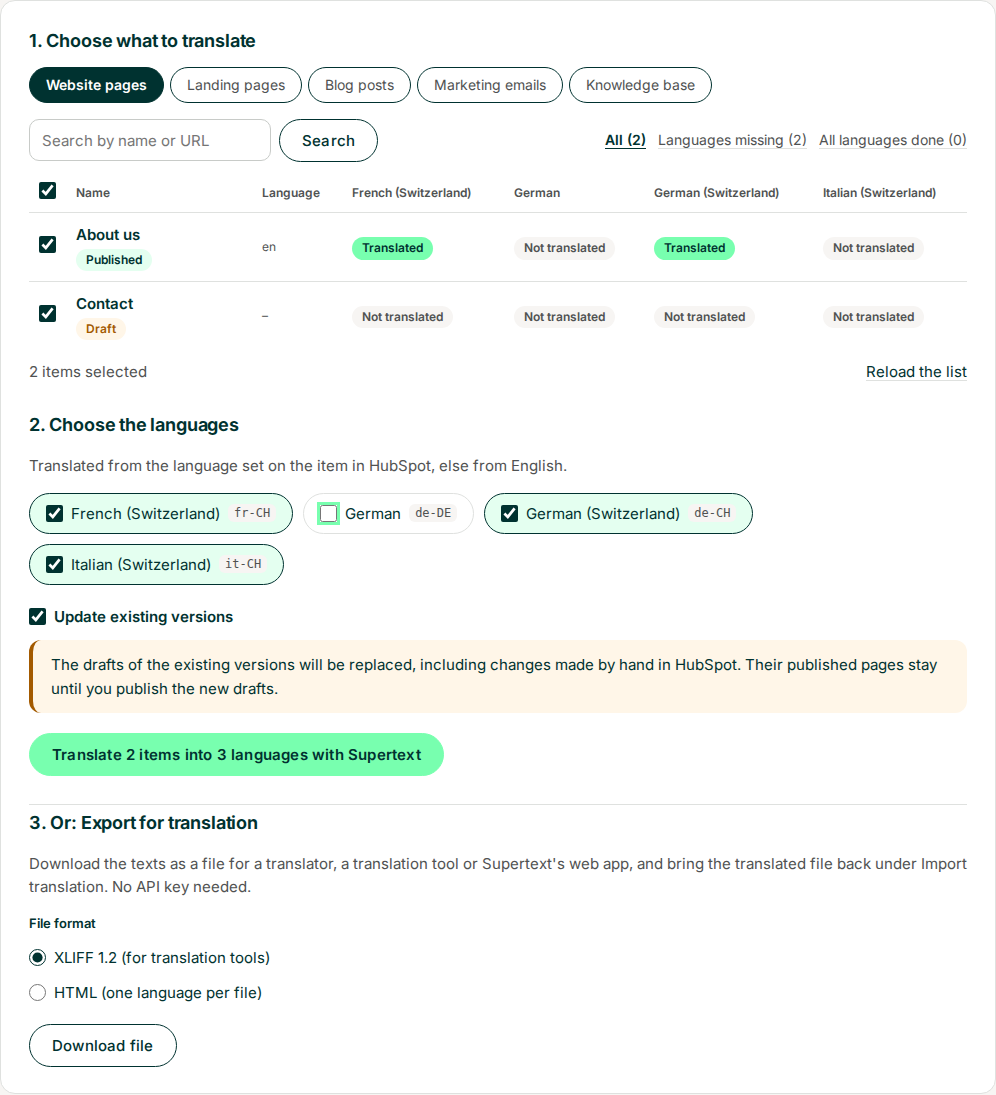 1. Choose what to translate
Website pages
Landing pages
Blog posts
Marketing emails
Knowledge base
Search by name or URL
Search
All (2)
Languages missing (2)
All languages done (0)
Name
Language
French (Switzerland)
German
German (Switzerland)
Italian (Switzerland)
About us
Published
en
Translated
Not translated
Translated
Not translated
Contact
Draft
–
Not translated
Not translated
Not translated
Not translated
2 items selected
Reload the list
2. Choose the languages
Translated from the language set on the item in HubSpot, else from English.
French (Switzerland) fr-CH
German de-DE
German (Switzerland) de-CH
Italian (Switzerland) it-CH
Update existing versions
The drafts of the existing versions will be replaced, including changes made by hand in HubSpot. Their published pages stay
until you publish the new drafts.
Translate 2 items into 3 languages with Supertext
3. Or: Export for translation
Download the texts as a file for a translator, a translation tool or Supertext's web app, and bring the translated file back under Import
translation. No API key needed.
File format
XLIFF 1.2 (for translation tools)
HTML (one language per file)
Download file